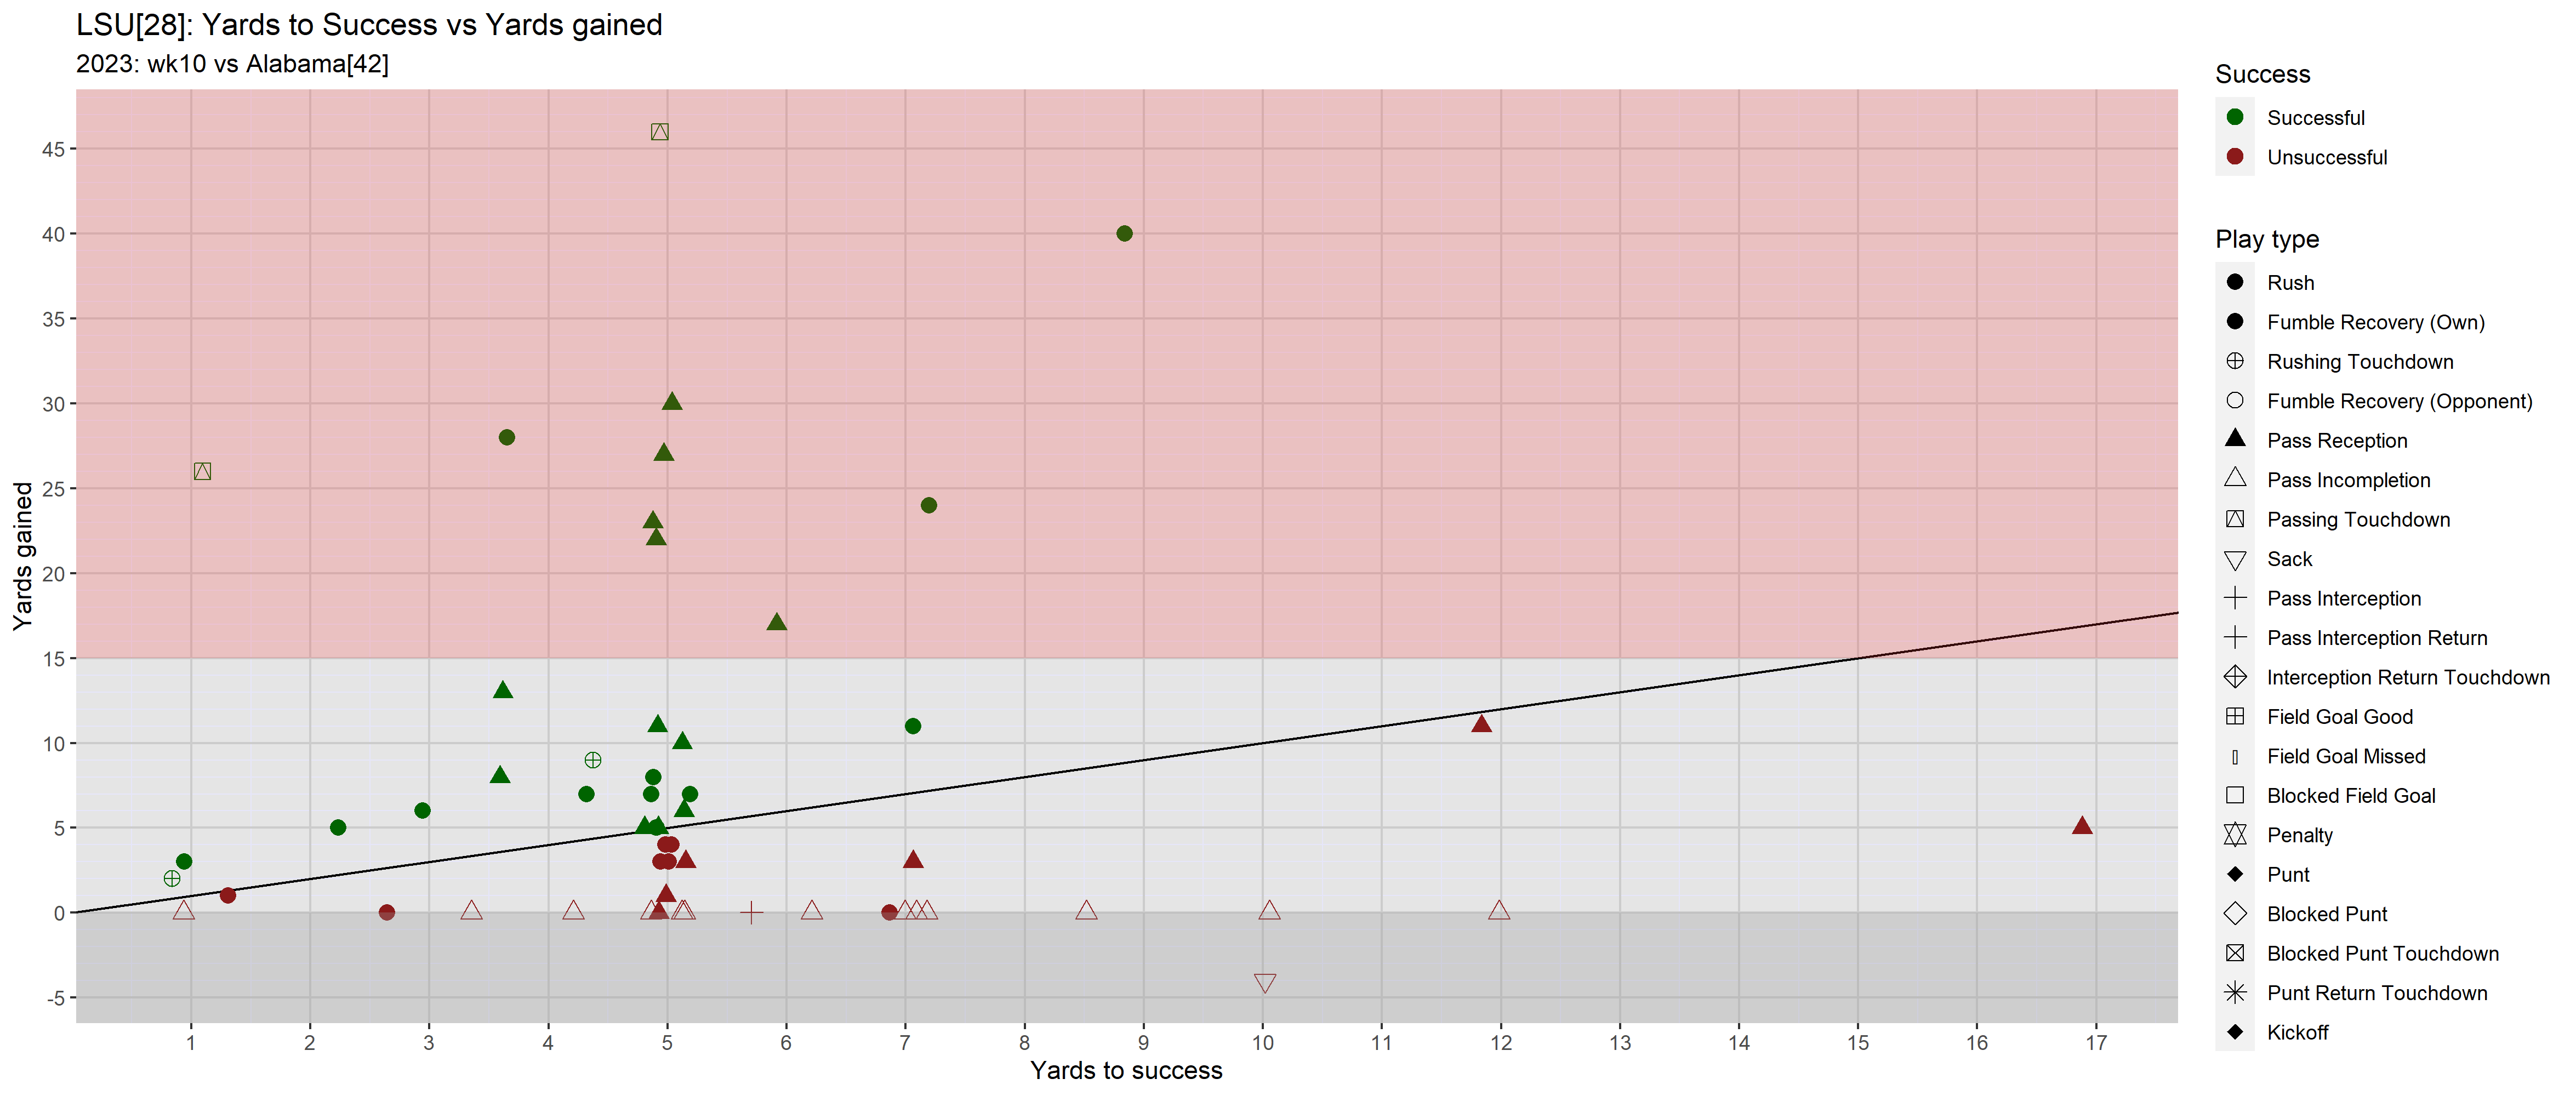 LSU[28]: Yards to Success vs Yards gained
2023: wk10 vs Alabama[42]
Yards gained
45
40
35
30
25
20
15
10
5
0
-5
1 2 3 4 5 6 7 8 9 10 11 12 13 14 15 16 17
Yards to success
Success
Successful
Unsuccessful
Play type
Rush
Fumble Recovery (Own)
Rushing Touchdown
Fumble Recovery (Opponent)
Pass Reception
Pass Incompletion
Passing Touchdown
Sack
Pass Interception
Pass Interception Return
Interception Return Touchdown
Field Goal Good
Field Goal Missed
Blocked Field Goal
Penalty
Punt
Blocked Punt
Blocked Punt Touchdown
Punt Return Touchdown
Kickoff